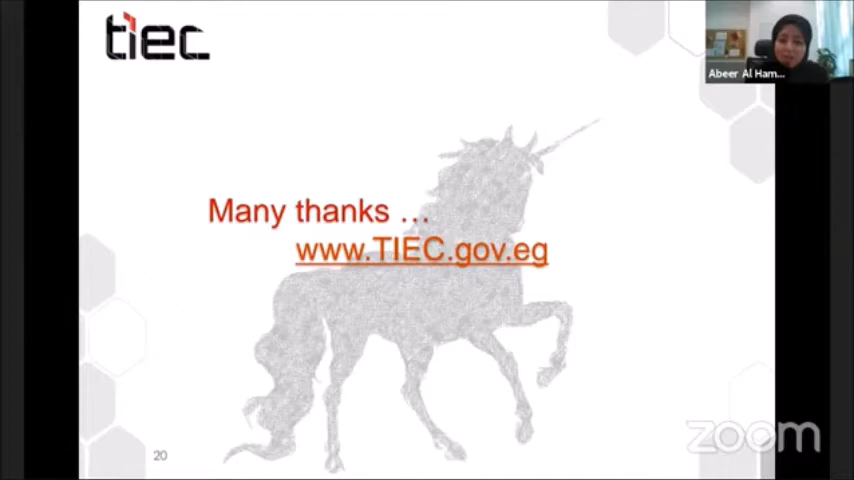 tiec
Abeer Al Ham...
Many thanks ...
www.TIEC.gov.eg
20
zoom